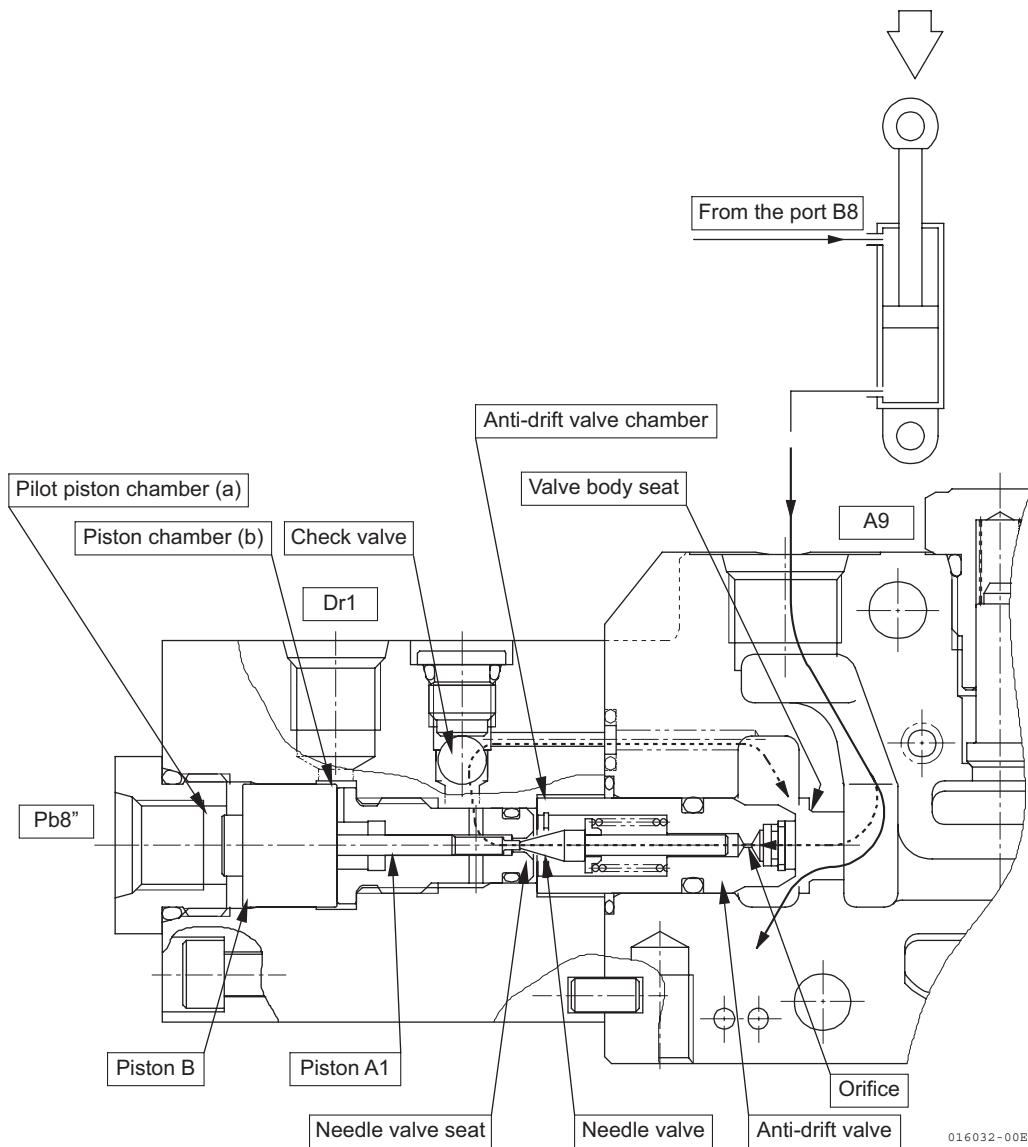 From the port B8
Anti-drift valve chamber
Pilot piston chamber (a)
Valve body seat
A9
Piston chamber (b)
Check valve
Dr1
Pb8”
Piston B
Piston A1
Orifice
Needle valve seat
Needle valve
Anti-drift valve
016032-00E